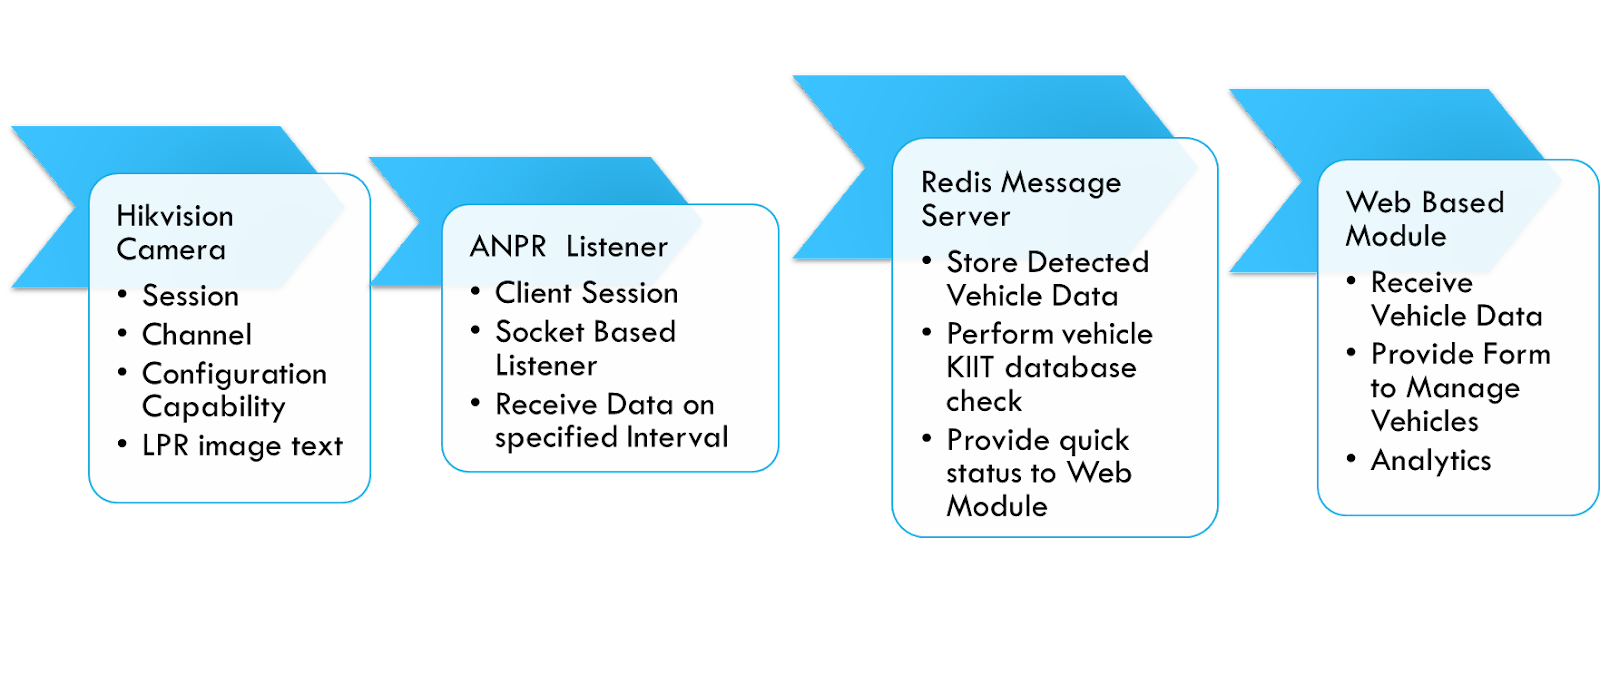 Hikvision
Camera
• Session
• Channel
• Configuration
Capability
• LPR image text
ANPR  Listener
• Client Session
• Socket Based
Listener
• Receive Data on
specified Interval
Redis Message
Server
• Store Detected
Vehicle Data
• Perform vehicle
KIIT database
check
• Provide quick
status to Web
Module
Web Based
Module
• Receive
Vehicle Data
• Provide Form
to Manage
Vehicles
• Analytics